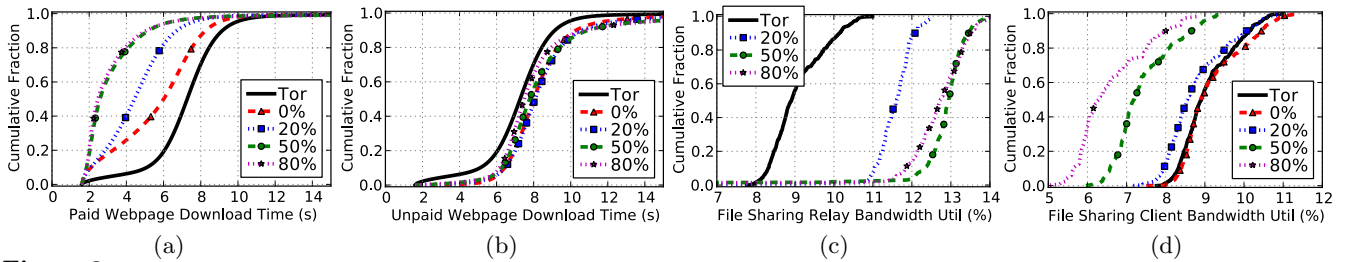 Cumulative Fraction
1.0
0.8
0.6
0.4
0.2
0.0
0 2 4 6 8 10 12 14
Paid Webpage Download Time (s)
Tor
0%
20%
50%
80%
(a)
Cumulative Fraction
1.0
0.8
0.6
0.4
0.2
0.0
0 2 4 6 8 10 12 14
Unpaid Webpage Download Time (s)
Tor
0%
20%
50%
80%
(b)
Cumulative Fraction
1.0
0.8
0.6
0.4
0.2
0.0
7 8 9 10 11 12 13 14
File Sharing Relay Bandwidth Util (%)
Tor
20%
50%
80%
(c)
Cumulative Fraction
1.0
0.8
0.6
0.4
0.2
0.0
5 6 7 8 9 10 11 12
File Sharing Client Bandwidth Util (%)
Tor
0%
20%
50%
80%
(d)